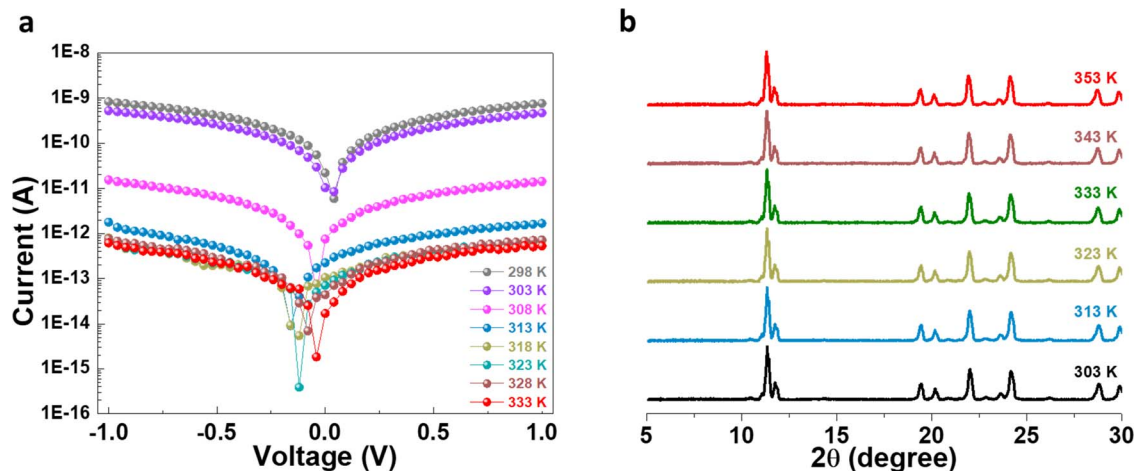 a
1E-8
1E-9
1E-10
1E-11
1E-12
1E-13
1E-14
1E-15
1E-16
Current (A)
-1.0
-0.5
0.0
0.5
1.0
Voltage (V)
298 K
303 K
308 K
313 K
318 K
323 K
328 K
333 K
b
353 K
343 K
333 K
323 K
313 K
303 K
5
10
15
20
25
30
2θ (degree)